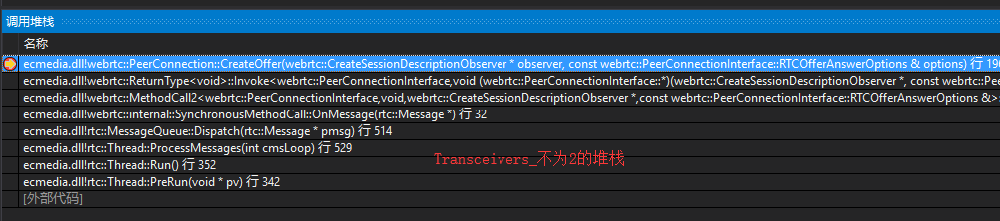 调用堆栈
名称
ecmedia.dll!webrtc::PeerConnection::CreateOffer(webrtc::CreateSessionDescriptionObserver * observer, const webrtc::PeerConnectionInterface::RTCOfferAnswerOptions & options) 行 196
ecmedia.dll!webrtc::ReturnType<void>::Invoke<webrtc::PeerConnectionInterface,void (webrtc::PeerConnectionInterface::*)(webrtc::CreateSessionDescriptionObserver *, const webrtc::Pee
ecmedia.dll!webrtc::MethodCall2<webrtc::PeerConnectionInterface,void,webrtc::CreateSessionDescriptionObserver *,const webrtc::PeerConnectionInterface::RTCOfferAnswerOptions &>:
ecmedia.dll!webrtc::internal::SynchronousMethodCall::OnMessage(rtc::Message *) 行 32
ecmedia.dll!rtc::MessageQueue::Dispatch(rtc::Message * pmsg) 行 514
ecmedia.dll!rtc::Thread::ProcessMessages(int cmsLoop) 行 529
Transceivers_不为2的堆栈
ecmedia.dll!rtc::Thread::Run() 行 352
ecmedia.dll!rtc::Thread::PreRun(void * pv) 行 342
[外部代码]